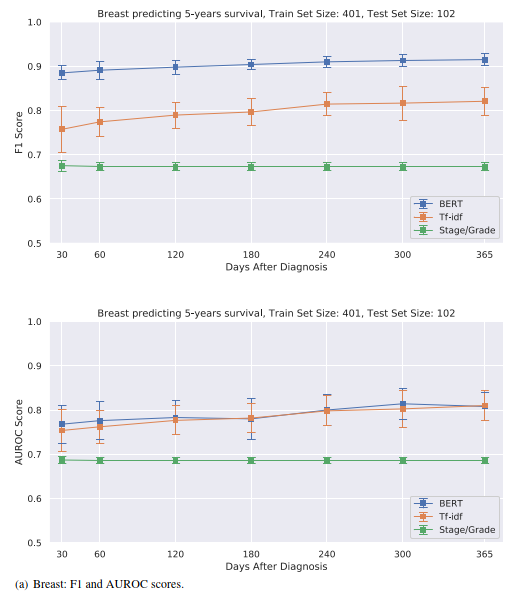 Breast predicting 5-years survival, Train Set Size: 401, Test Set Size: 102
1.0
0.9
0.8
0.7
0.6
0.5
F1 Score
30 60 120 180 240 300 365
Days After Diagnosis
BERT
Tf-idf
Stage/Grade
Breast predicting 5-years survival, Train Set Size: 401, Test Set Size: 102
1.0
0.9
0.8
0.7
0.6
0.5
AUROC Score
30 60 120 180 240 300 365
Days After Diagnosis
BERT
Tf-idf
Stage/Grade
(a) Breast: F1 and AUROC scores.